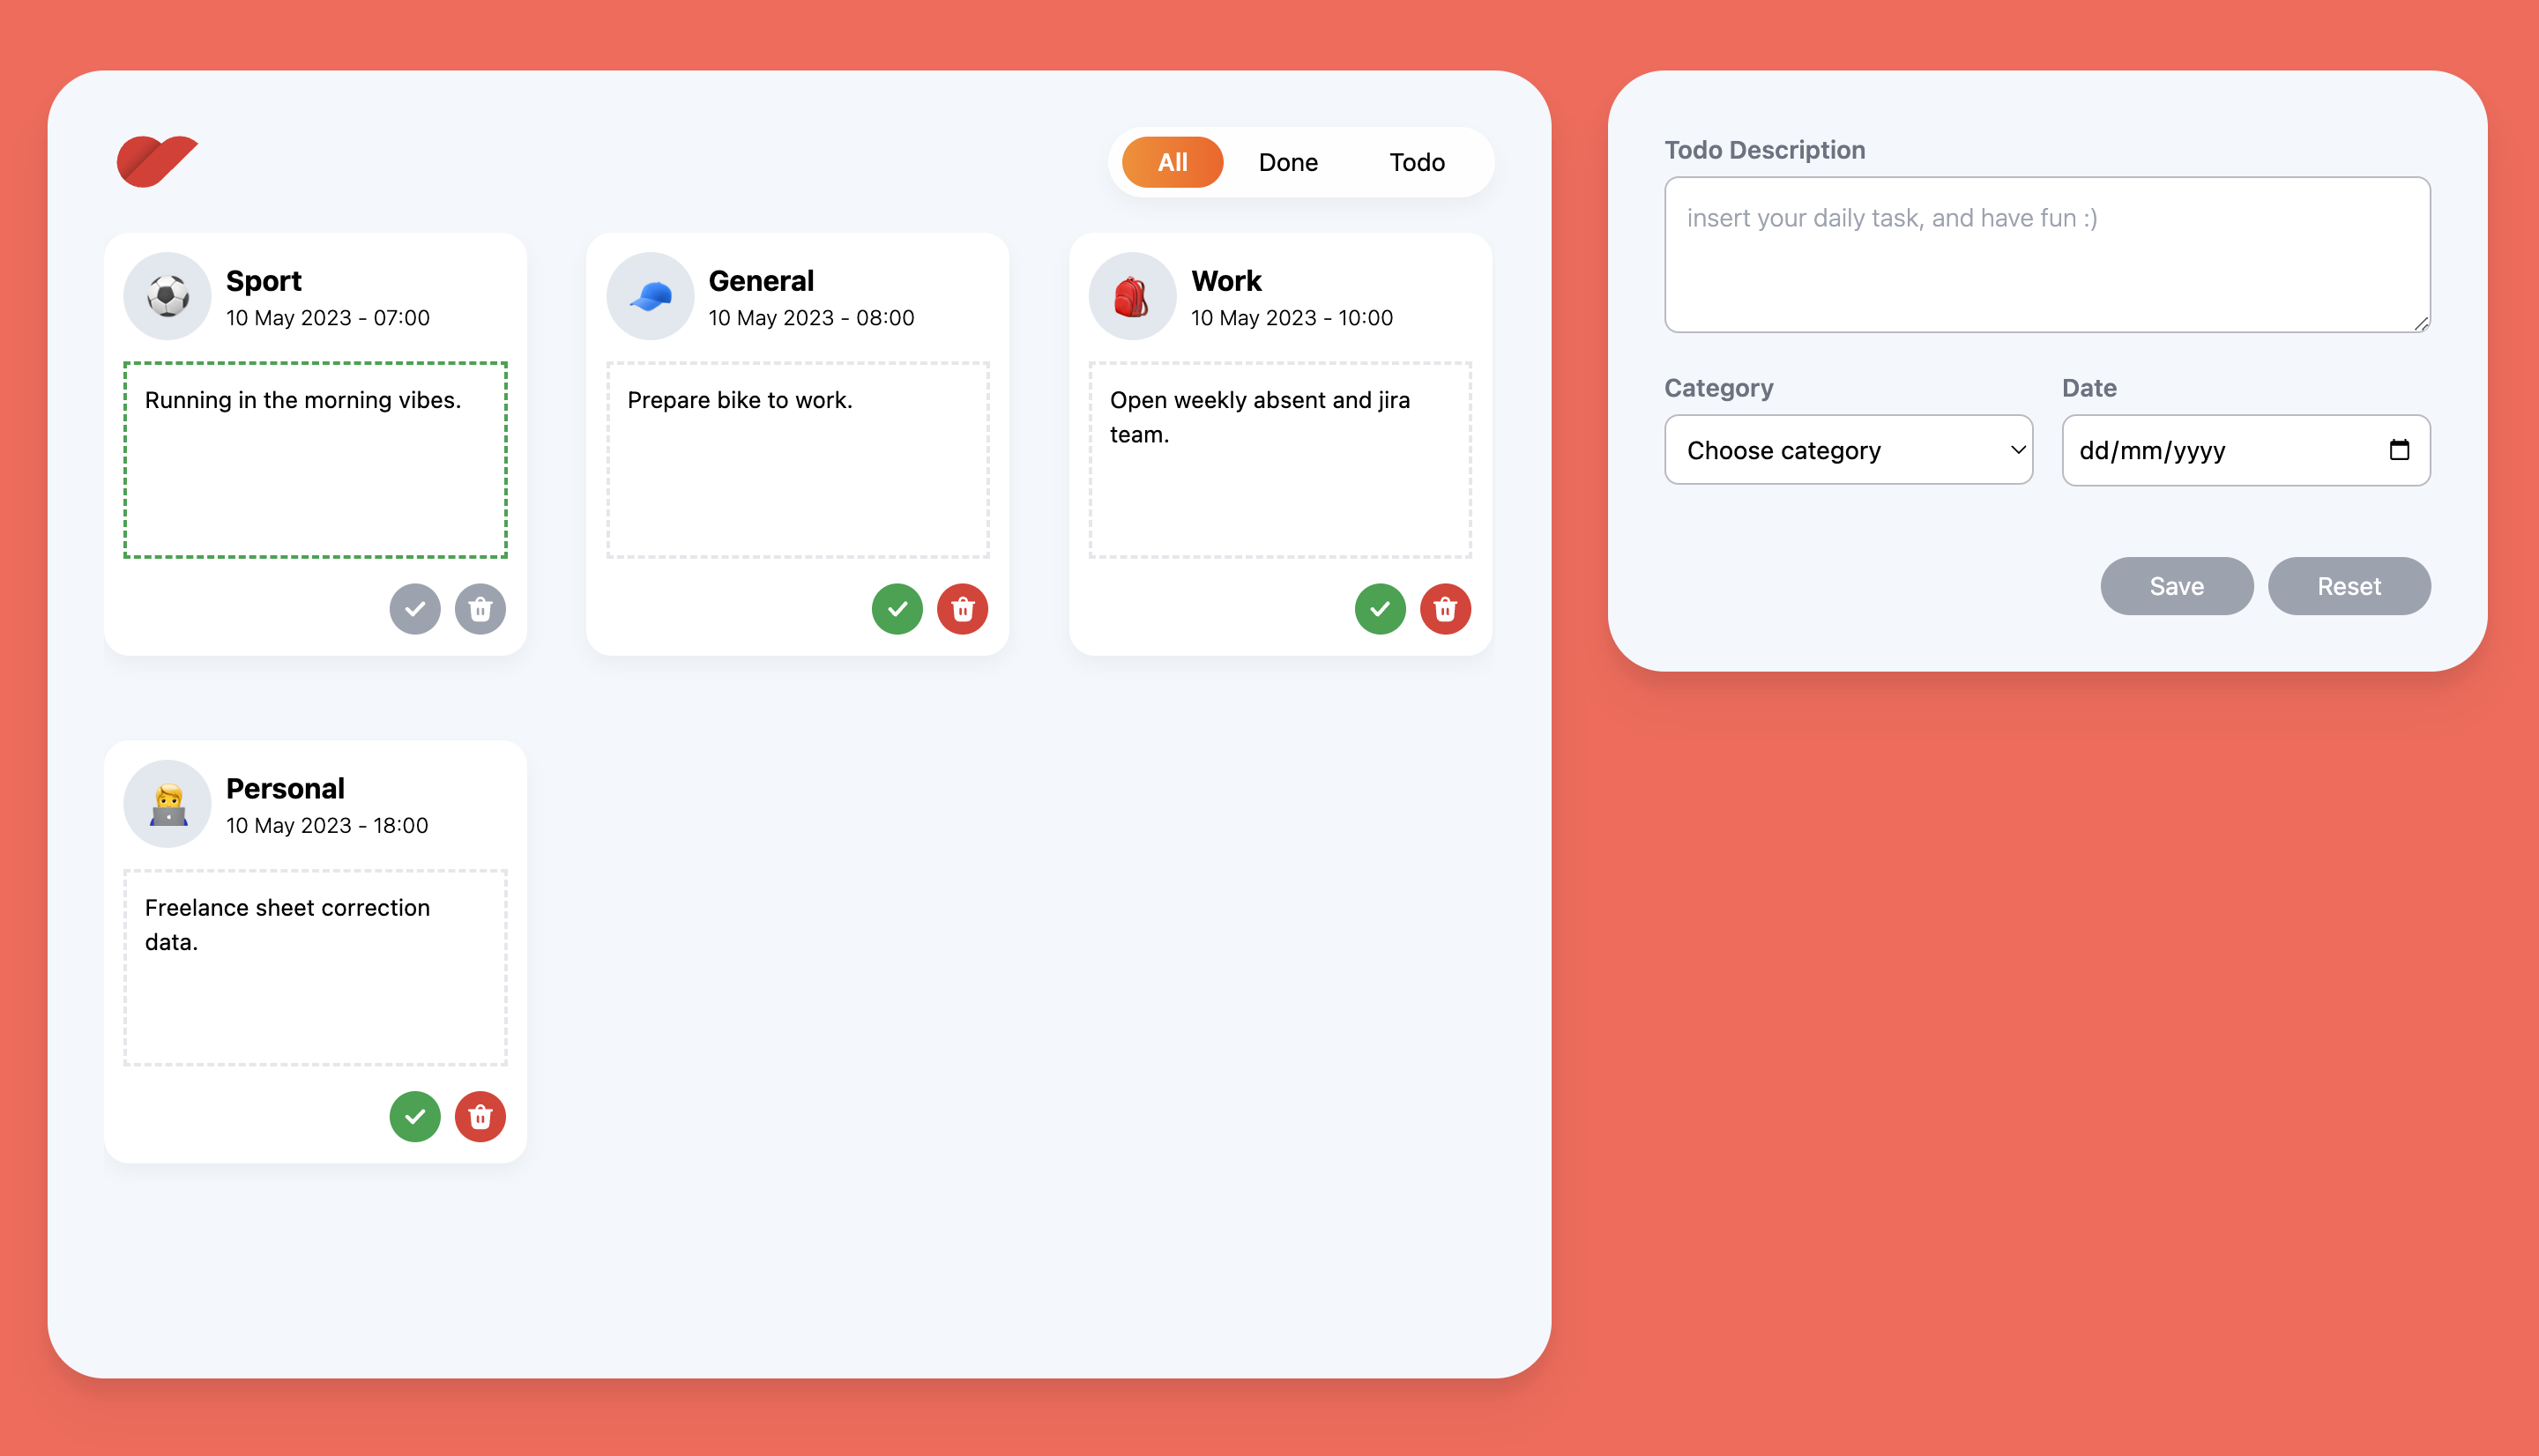 All
Done
Todo
Sport
10 May 2023 - 07:00
Running in the morning vibes.
General
10 May 2023 - 08:00
Prepare bike to work.
Work
10 May 2023 - 10:00
Open weekly absent and jira
team.
Personal
10 May 2023 - 18:00
Freelance sheet correction
data.
Todo Description
insert your daily task, and have fun :)
Category
Date
Choose category
dd/mm/yyyy
Save
Reset